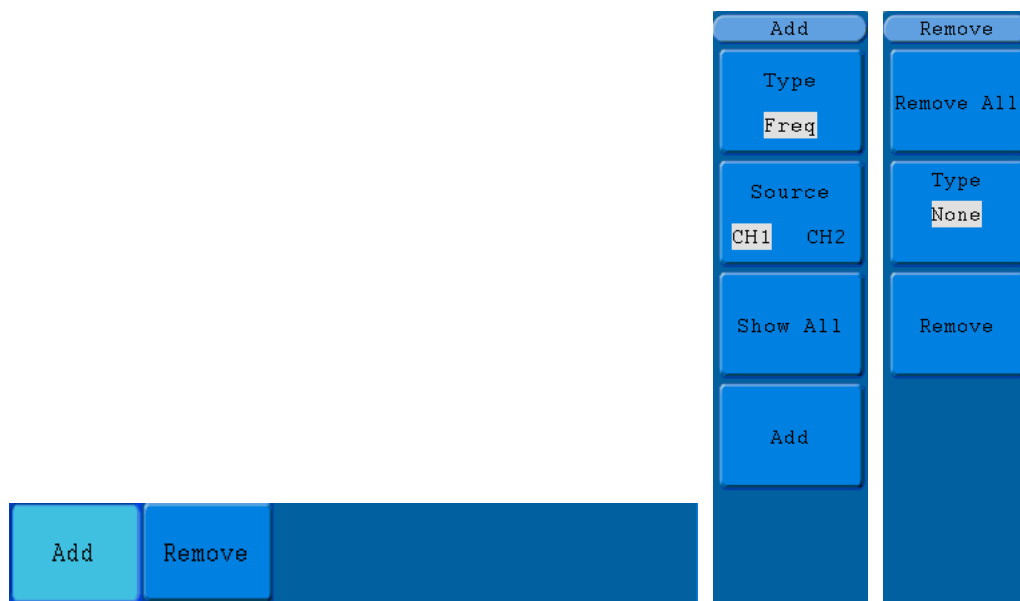 Add
Type
Freq
Source
CH1 CH2
Show All
Add
Remove
Remove All
Type
None
Remove
Add Remove